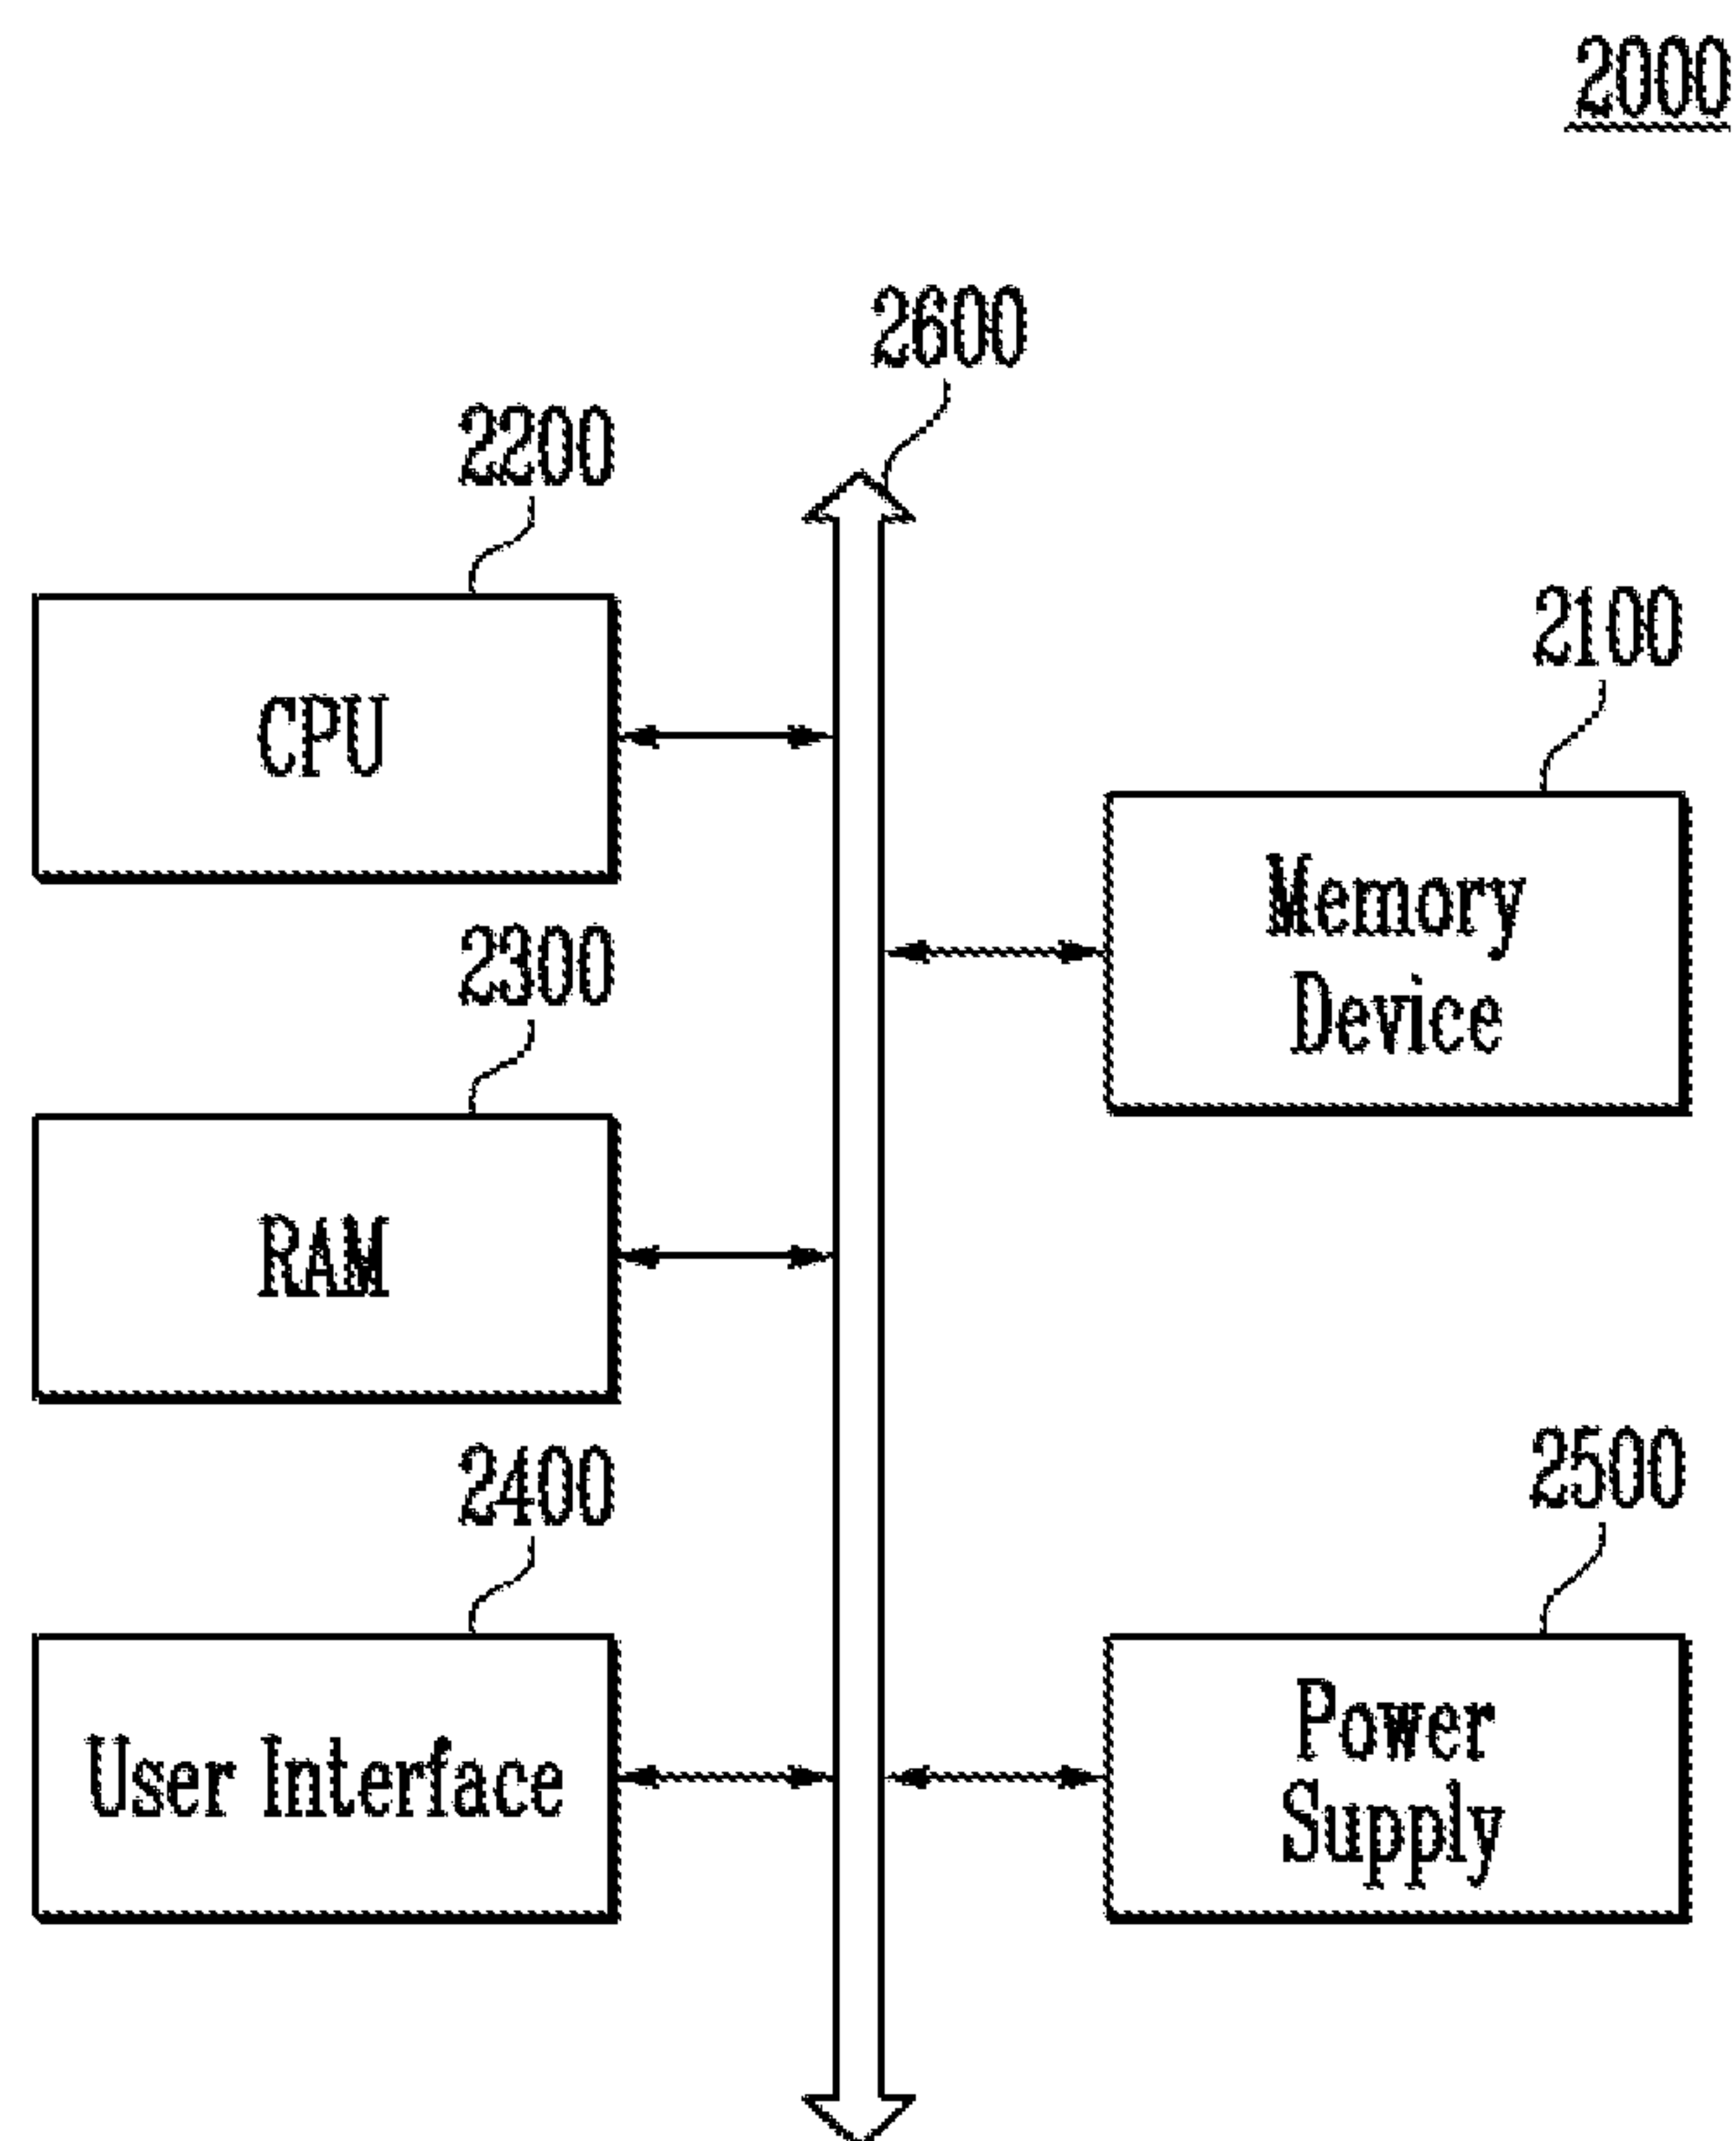 2000
2600
2200
CPU
2100
Memory
Device
2300
RAM
2400
User Interface
2500
Power
Supply